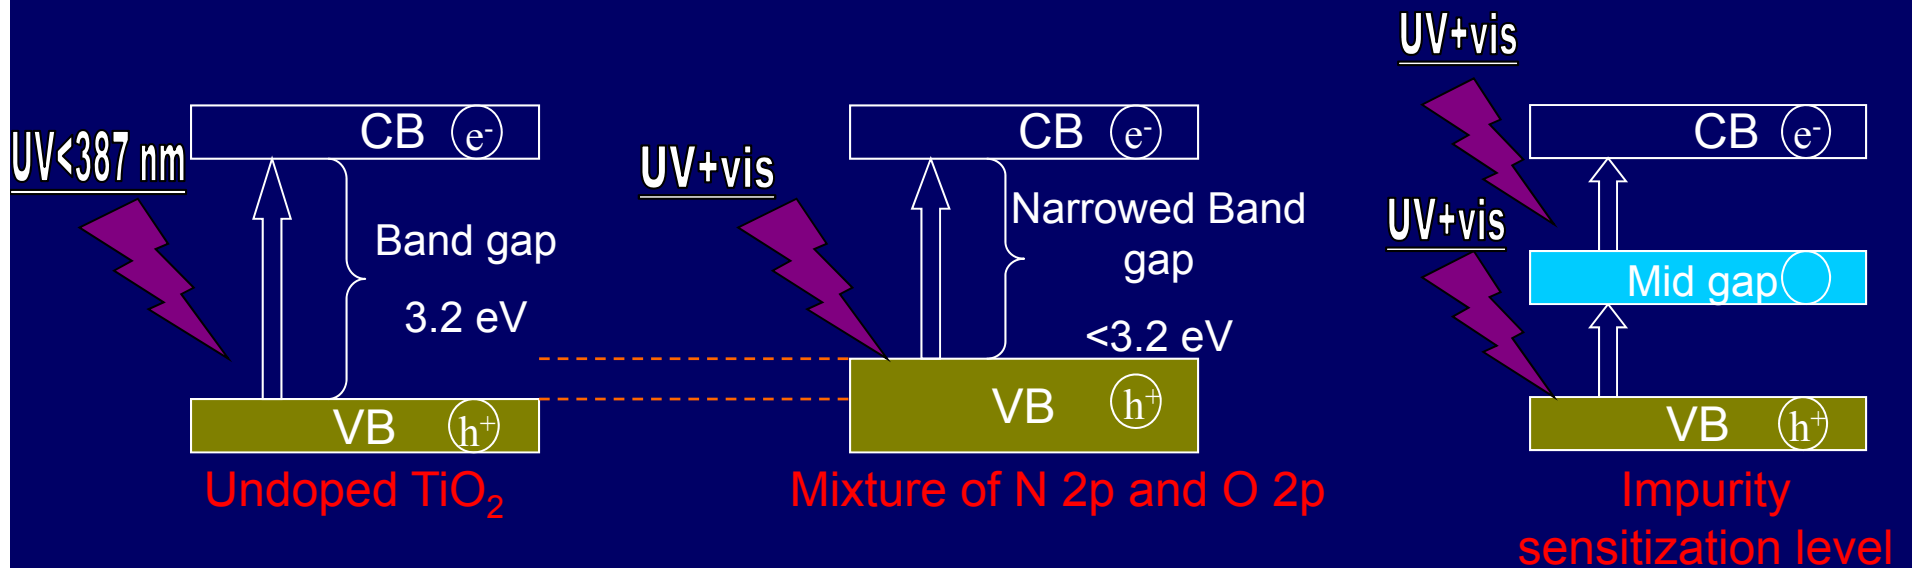 UV<387 nm
CB e⁻
Band gap
3.2 eV
VB h⁺
Undoped TiO₂
UV+vis
CB e⁻
Narrowed Band
gap
<3.2 eV
VB h⁺
Mixture of N 2p and O 2p
UV+vis
CB e⁻
UV+vis
Mid gap
VB h⁺
Impurity
sensitization level